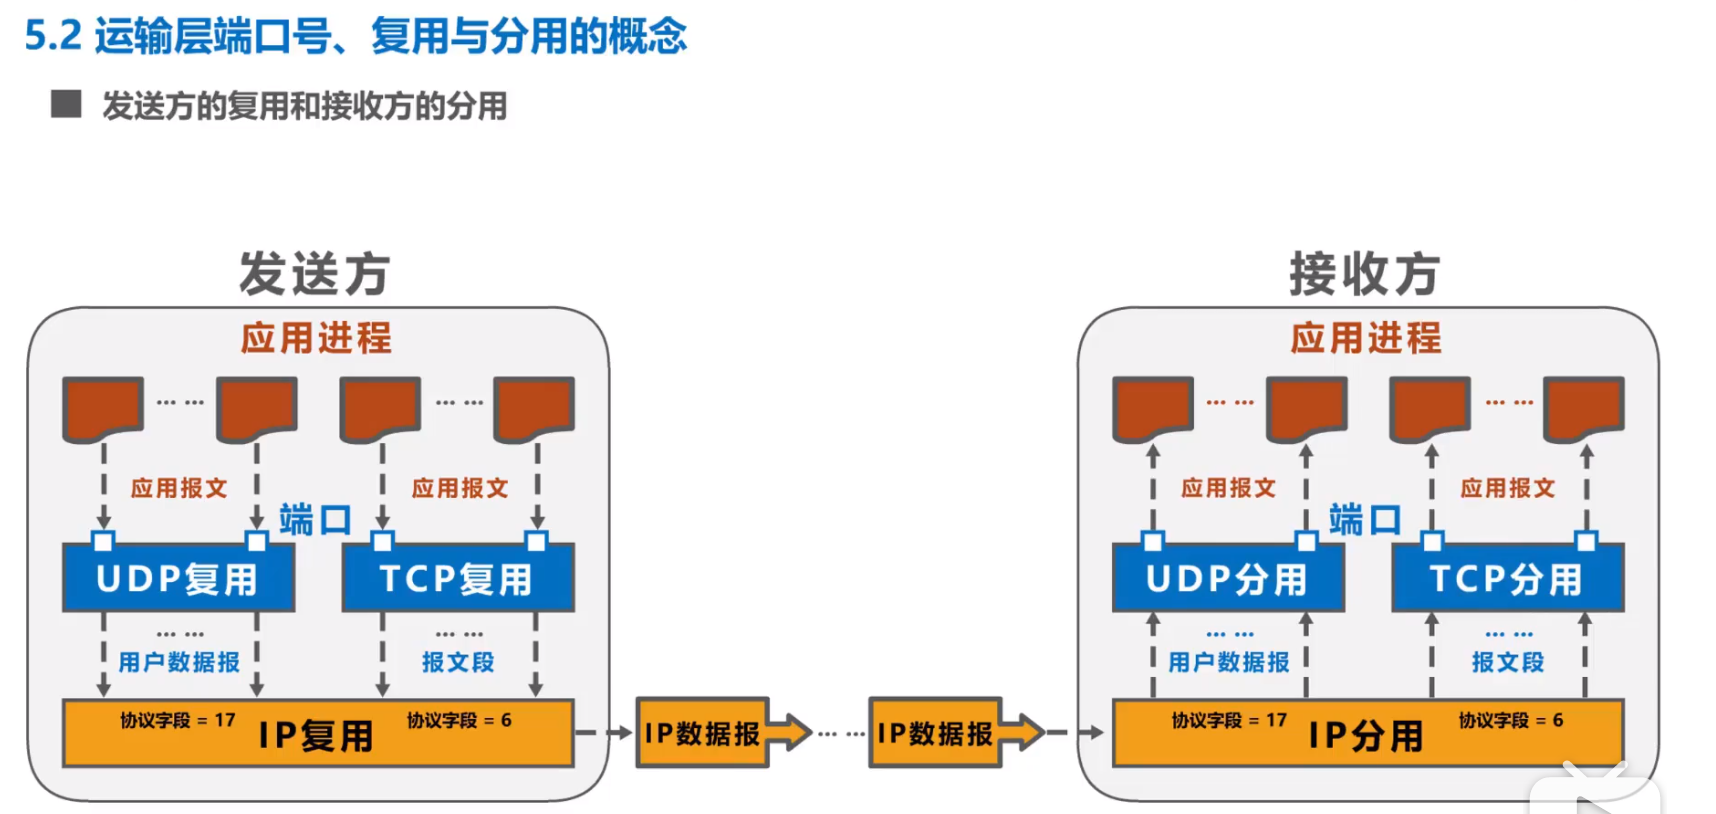 5.2 运输层端口号、复用与分用的概念
发送方的复用和接收方的分用
发送方
应用进程
... ...
... ...
应用报文
应用报文
端口
UDP复用
TCP复用
... ...
... ...
用户数据报
报文段
协议字段 = 17
IP复用
协议字段 = 6
IP数据报
... ...
IP数据报
接收方
应用进程
... ...
... ...
应用报文
应用报文
端口
UDP分用
TCP分用
... ...
... ...
用户数据报
报文段
协议字段 = 17
IP分用
协议字段 = 6